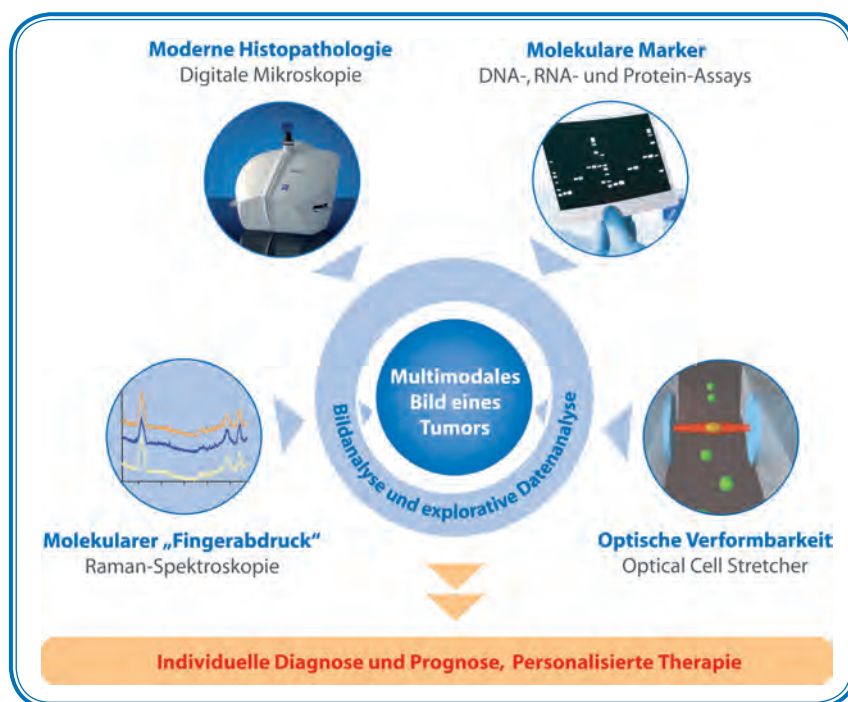 Moderne Histopathologie
Digitale Mikroskopie
Molekulare Marker
DNA-, RNA- und Protein-Assays
Multimodales
Bild eines
Tumors
Bildanalyse und explorative Datenanalyse
Molekularer „Fingerabdruck“
Raman-Spektroskopie
Optische Verformbarkeit
Optical Cell Stretcher
Individuelle Diagnose und Prognose, Personalisierte Therapie